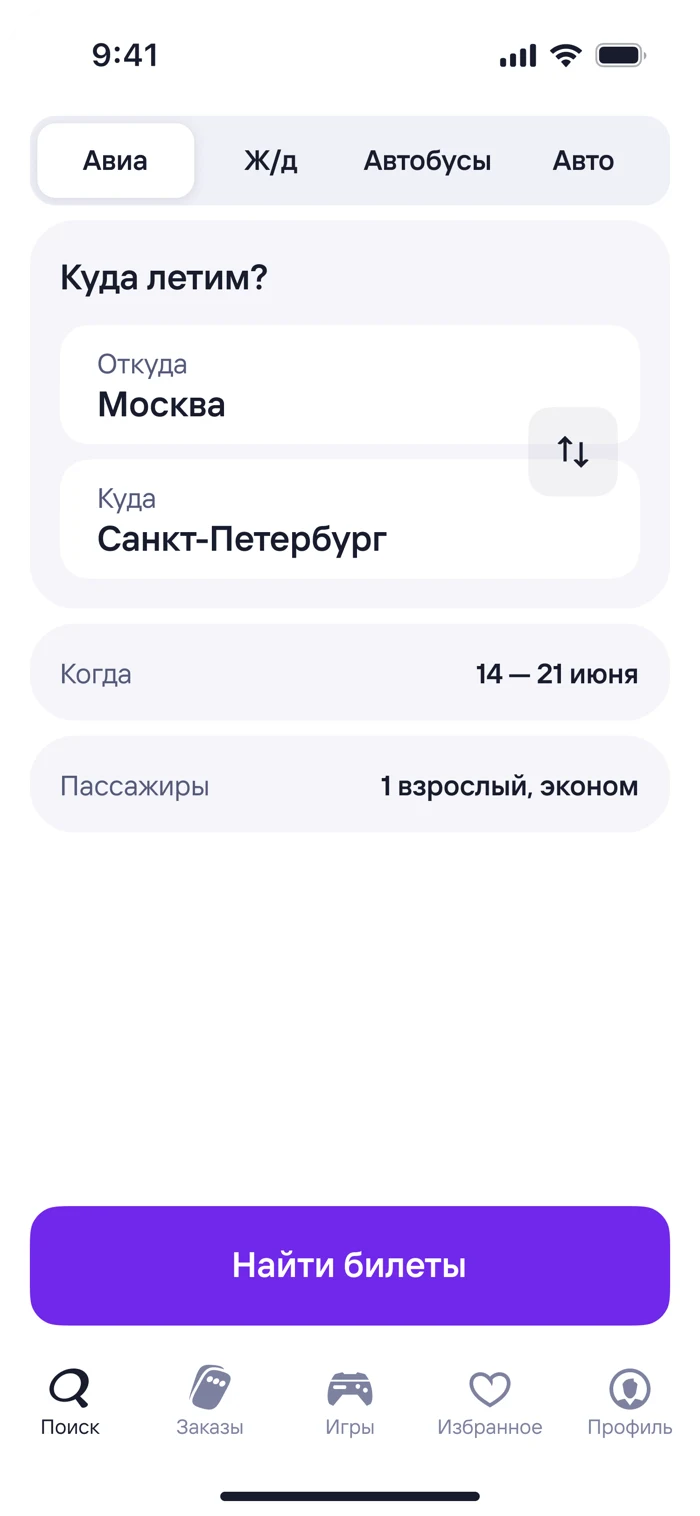 9:41
Авиа Ж/д Автобусы Авто
Куда летим?
Откуда
Москва
Куда
Санкт-Петербург
Когда 14 — 21 июня
Пассажиры 1 взрослый, эконом
Найти билеты
Поиск Заказы Игры Избранное Профиль